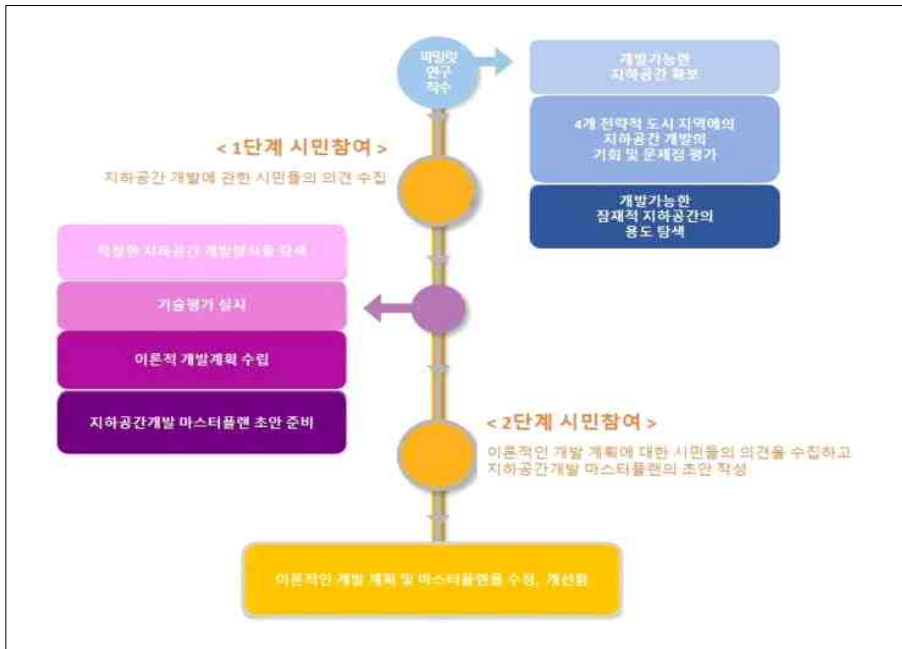 파일럿
연구
착수
개발가능한
지하공간 확보
4개 전략적 도시 지역에의
지하공간 개발의
기회 및 문제점 평가
개발가능한
잠재적 지하공간의
용도 탐색
< 1단계 시민참여 >
지하공간 개발에 관한 시민들의 의견 수집
적절한 지하공간 개발방식을 탐색
기술평가 실시
이론적 개발계획 수립
지하공간개발 마스터플랜 초안 준비
< 2단계 시민참여 >
이론적인 개발 계획에 대한 시민들의 의견을 수집하고
지하공간개발 마스터플랜의 초안 작성
이론적인 개발 계획 및 마스터플랜을 수정, 개선함